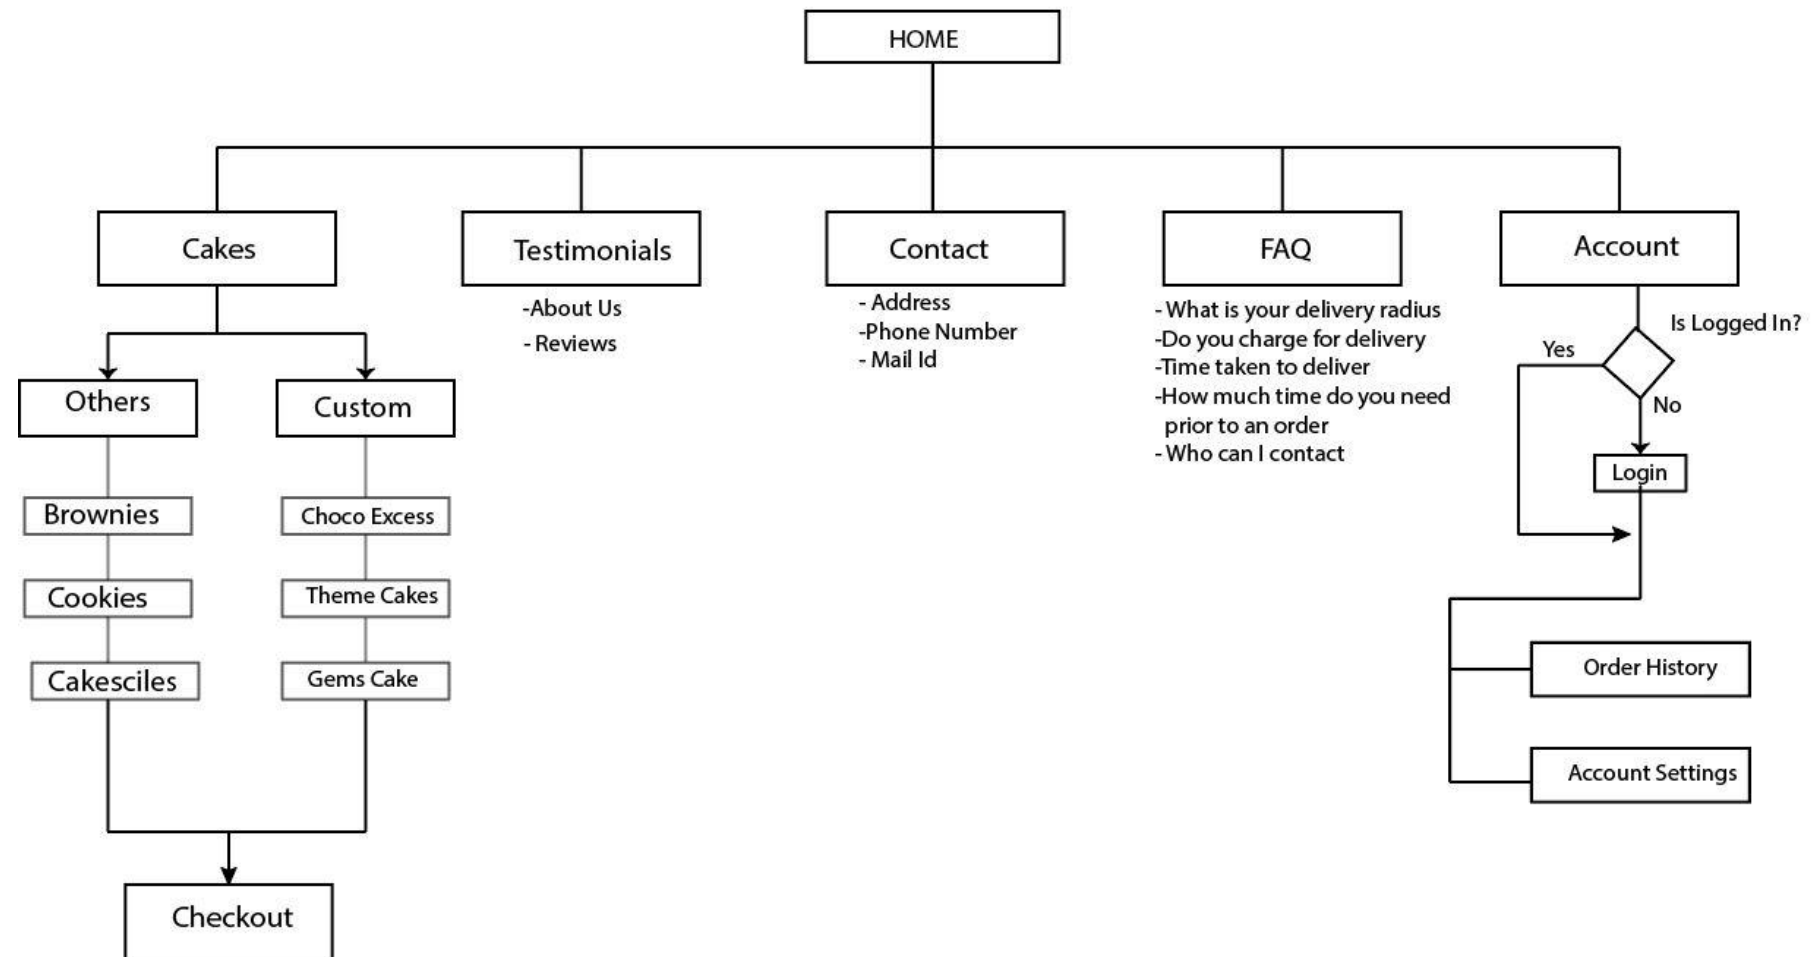 HOME
Cakes
Testimonials
Contact
FAQ
Account
-About Us
- Reviews
- Address
-Phone Number
- Mail Id
- What is your delivery radius
-Do you charge for delivery
-Time taken to deliver
-How much time do you need
prior to an order
- Who can I contact
Is Logged In?
Yes
No
Login
Others
Custom
Brownies
Choco Excess
Cookies
Theme Cakes
Cakesciles
Gems Cake
Order History
Account Settings
Checkout